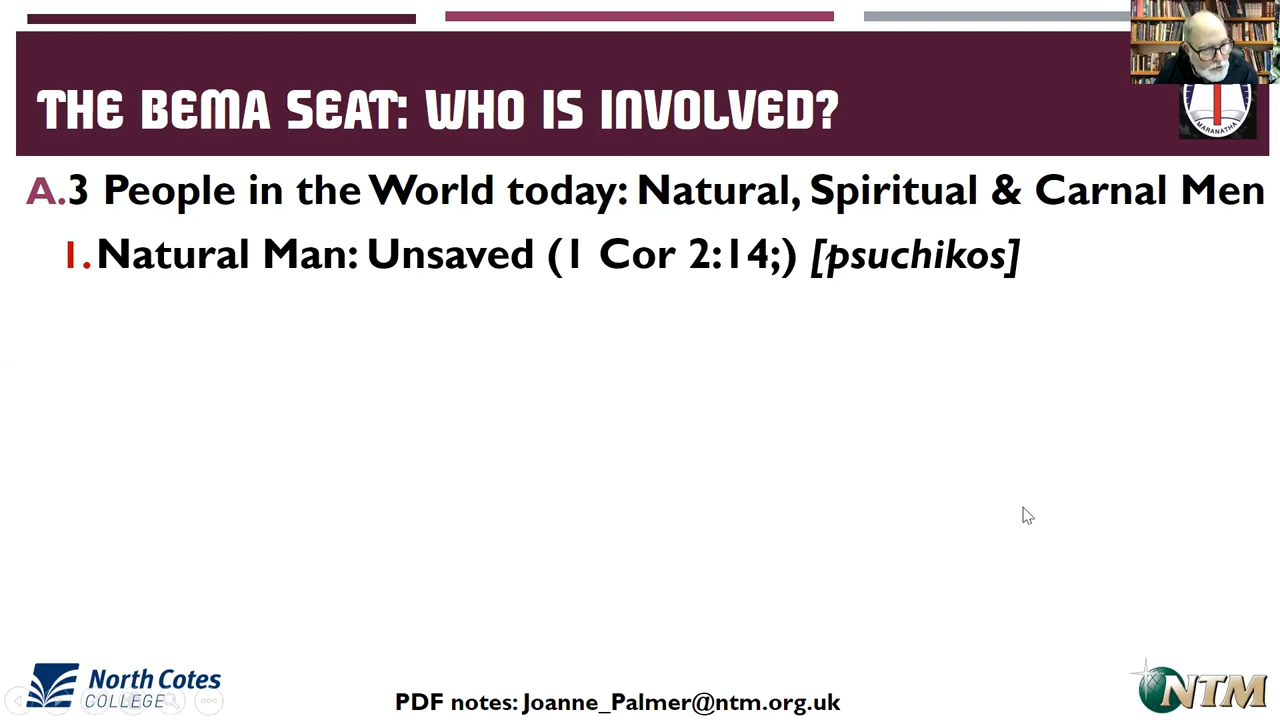 THE BEMA SEAT: WHO IS INVOLVED?
MARANATHA
A. 3 People in the World today: Natural, Spiritual & Carnal Men
1. Natural Man: Unsaved (1 Cor 2:14;) [psuchikos]
North Cotes
COLLEGE
PDF notes: Joanne_Palmer@ntm.org.uk
NTM